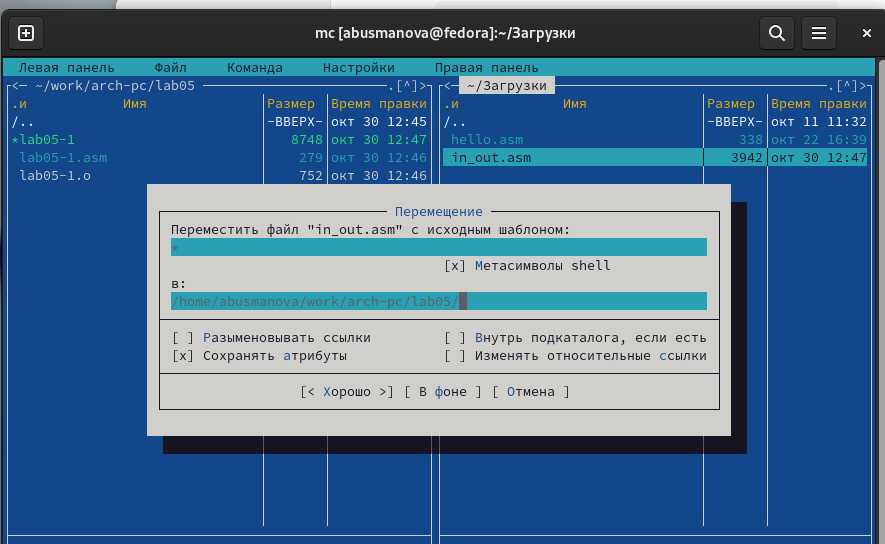 mc [abusmanova@fedora]:~/Загрузки
Левая панель Файл Команда Настройки Правая панель
<— ~/work/arch-pc/lab05 .[^]> <— ~/Загрузки .[^]>
.и Имя Размер Время правки .и Имя Размер Время правки
/.. -ВВЕРХ- окт 30 12:45 /.. -ВВЕРХ- окт 11 11:32
*lab05-1 8748 окт 30 12:47 hello.asm 338 окт 22 16:39
lab05-1.asm 279 окт 30 12:46 in_out.asm 3942 окт 30 12:47
lab05-1.o 752 окт 30 12:46
Перемещение
Переместить файл "in_out.asm" с исходным шаблоном:
*
[x] Метасимволы shell
в:
/home/abusmanova/work/arch-pc/lab05/
[ ] Разыменовывать ссылки [ ] Внутрь подкаталога, если есть
[x] Сохранять атрибуты [ ] Изменять относительные ссылки
[< Хорошо >] [ В фоне ] [ Отмена ]